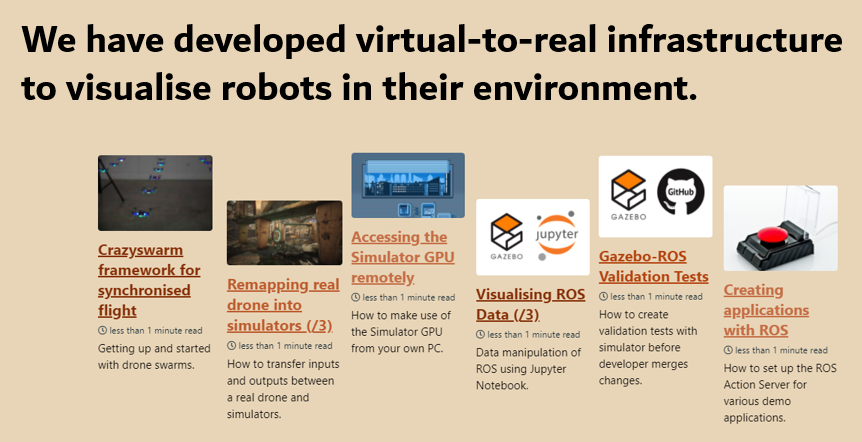 We have developed virtual-to-real infrastructure
to visualise robots in their environment.
Crazyswarm
framework for
synchronised
flight
less than 1 minute read
Getting up and started
with drone swarms.
Remapping real
drone into
simulators (/3)
less than 1 minute read
How to transfer inputs
and outputs between
a real drone and
simulators.
Accessing the
Simulator GPU
remotely
less than 1 minute read
How to make use of
the Simulator GPU
from your own PC.
GAZEBO
jupyter
Visualising ROS
Data (/3)
less than 1 minute read
Data manipulation of
ROS using Jupyter
Notebook.
GAZEBO
GitHub
Gazebo-ROS
Validation Tests
less than 1 minute read
How to create
validation tests with
simulator before
developer merges
changes.
Creating
applications
with ROS
less than 1 minute read
How to set up the ROS
Action Server for
various demo
applications.